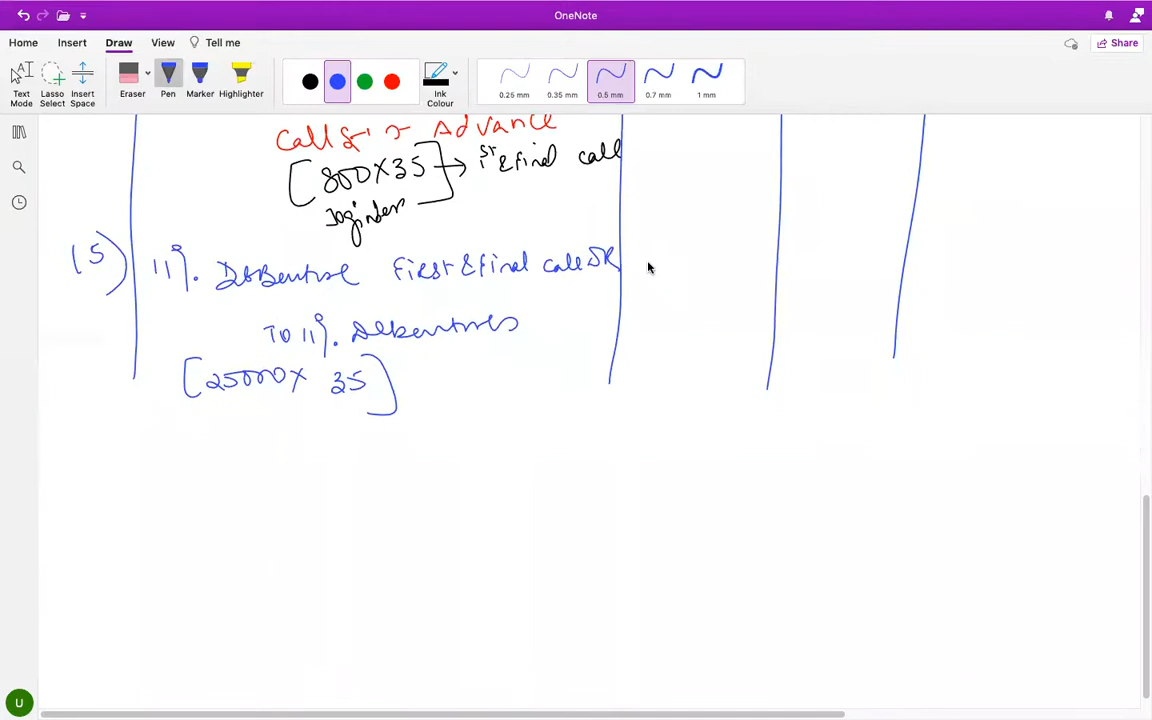 OneNote
Home Insert Draw View Tell me Share
Text Mode Lasso Select Insert Space Eraser Pen Marker Highlighter Ink Colour 0.25 mm 0.35 mm 0.5 mm 0.7 mm 1 mm
Advance
[800X35] → 1st & final call
Joginder
(5) 11%. Debenture First & Final call DR
To 11%. Debentures
[25000X 35]
U